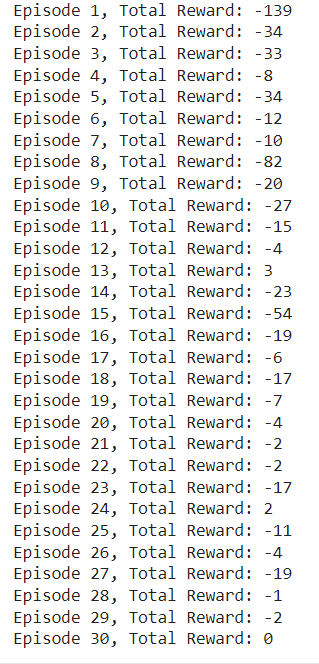 Episode 1, Total Reward: -139
Episode 2, Total Reward: -34
Episode 3, Total Reward: -33
Episode 4, Total Reward: -8
Episode 5, Total Reward: -34
Episode 6, Total Reward: -12
Episode 7, Total Reward: -10
Episode 8, Total Reward: -82
Episode 9, Total Reward: -20
Episode 10, Total Reward: -27
Episode 11, Total Reward: -15
Episode 12, Total Reward: -4
Episode 13, Total Reward: 3
Episode 14, Total Reward: -23
Episode 15, Total Reward: -54
Episode 16, Total Reward: -19
Episode 17, Total Reward: -6
Episode 18, Total Reward: -17
Episode 19, Total Reward: -7
Episode 20, Total Reward: -4
Episode 21, Total Reward: -2
Episode 22, Total Reward: -2
Episode 23, Total Reward: -17
Episode 24, Total Reward: 2
Episode 25, Total Reward: -11
Episode 26, Total Reward: -4
Episode 27, Total Reward: -19
Episode 28, Total Reward: -1
Episode 29, Total Reward: -2
Episode 30, Total Reward: 0